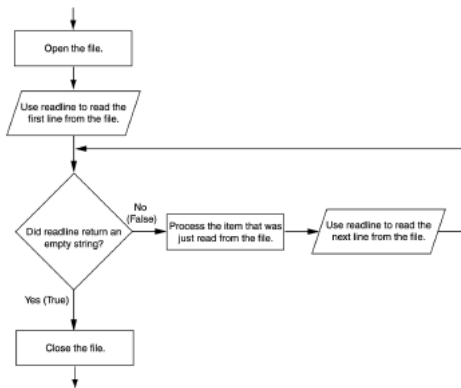 Open the file.
Use readline to read the
first line from the file.
Did readline return an
empty string?
No
(False)
Process the item that was
just read from the file.
Use readline to read the
next line from the file.
Yes (True)
Close the file.